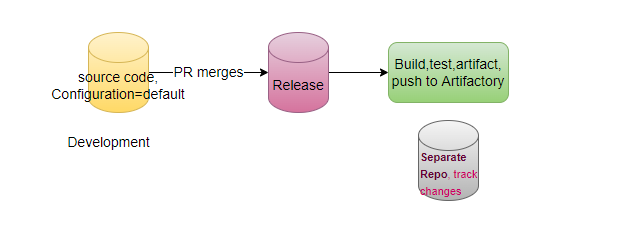 source code,
Configuration=default
PR merges
Release
Build,test,artifact,
push to Artifactory
Development
Separate
Repo, track
changes